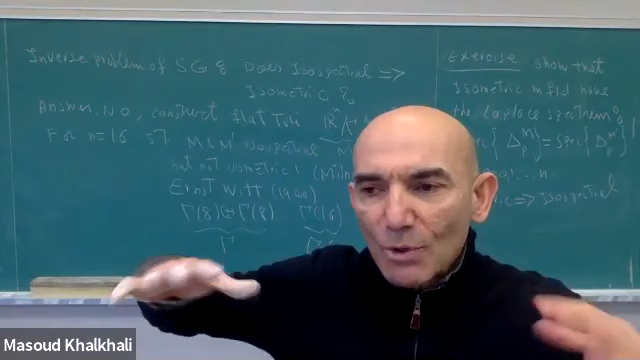 Inverse problem of SG: Does Isospectral ⇒
Isometric?
Answer. NO, construct flat Tori
For n=16 ∃? M & M' isospectral
not isometric! (Milnor
Ernst Witt (1940)
Γ(8)⊕Γ(8) Γ(16)
Γ
Exercise show that
Isometric mfld have
the Laplace spectrum
Spec{Δ_p^M} = Spec{Δ_p^M'}
⇒ isospectral
Masoud Khalkhali